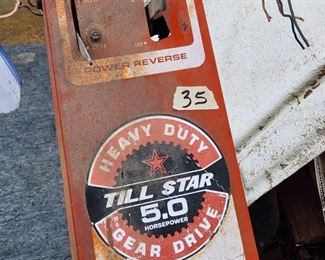 POWER REVERSE
35
HEAVY DUTY
TILL STAR
5.0
HORSEPOWER
GEAR DRIVE